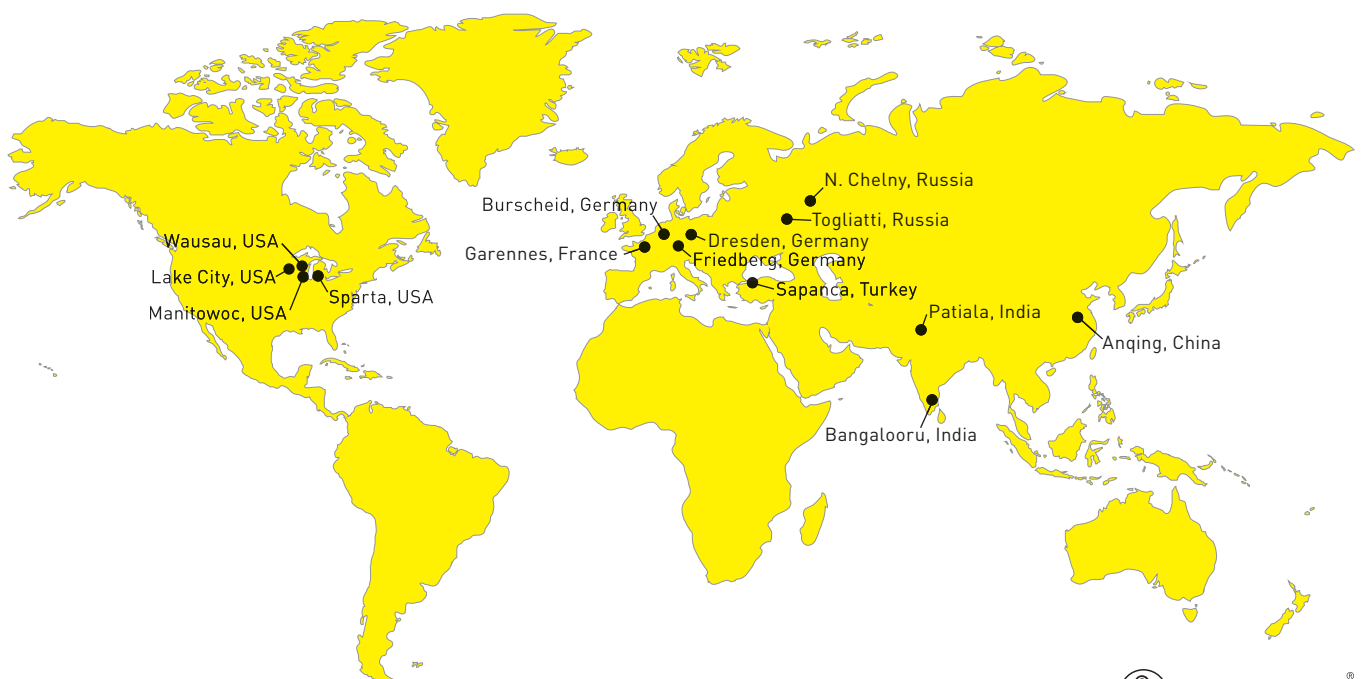 N. Chelny, Russia
Burscheid, Germany
Togliatti, Russia
Wausau, USA
Dresden, Germany
Garennes, France
Friedberg, Germany
Lake City, USA
Sapanca, Turkey
Sparta, USA
Manitowoc, USA
Patiala, India
Anqing, China
Bangalooru, India
®